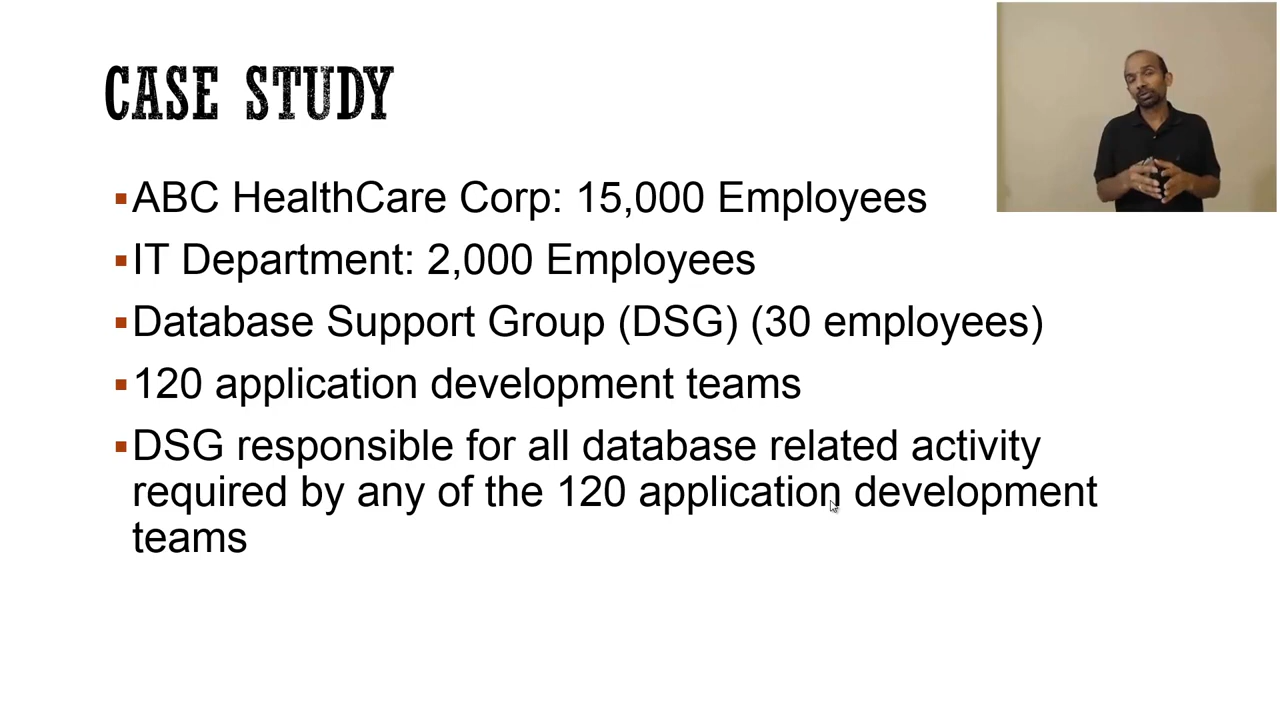 CASE STUDY
▪ABC HealthCare Corp: 15,000 Employees
▪IT Department: 2,000 Employees
▪Database Support Group (DSG) (30 employees)
▪120 application development teams
▪DSG responsible for all database related activity
required by any of the 120 application development
teams